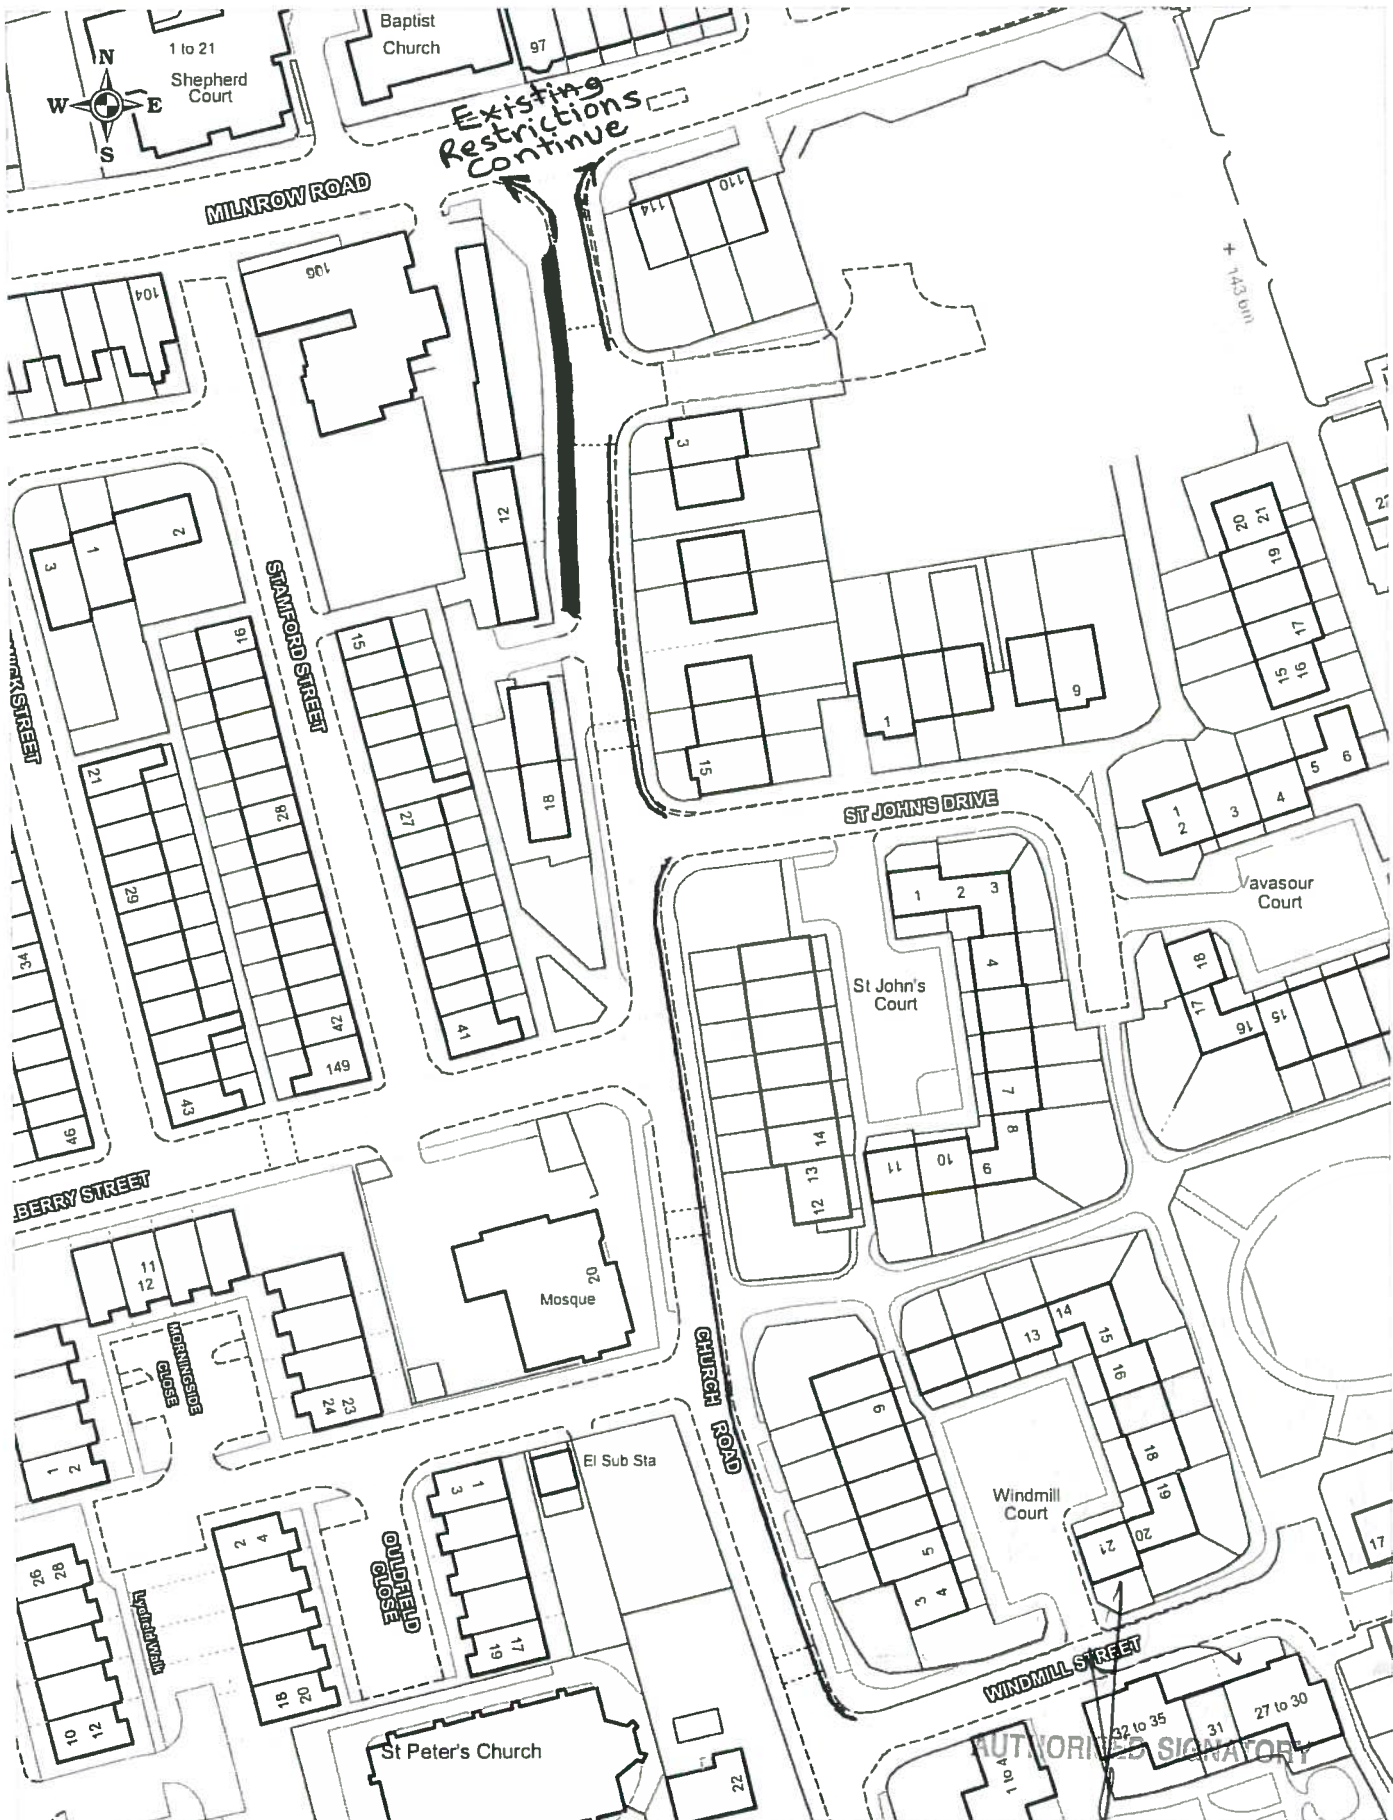 Baptist
Church
97
1 to 21
Shepherd
Court
N
W
E
S
Existing
Restrictions
continue
MILNROW ROAD
110
114
106
104
+ 143.6m
3
12
2
1
3
20
21
19
17
15
16
22
STAMFORD STREET
16
15
1
9
15
18
21
28
27
29
ST JOHN'S DRIVE
1
2
3
4
5
6
Vavasour
Court
1
2
3
4
St John's
Court
18
17
16
15
34
41
42
149
43
46
7
8
14
13
12
11
10
9
LBERRY STREET
11
12
Mosque
20
MORNINGSIDE
CLOSE
24
23
1
2
CHURCH ROAD
14
13
15
16
9
18
19
20
21
Windmill
Court
5
4
3
El Sub Sta
3
1
OULDFIELD
CLOSE
2
4
26
28
Lydford Walk
19
17
18
20
10
12
17
WINDMILL STREET
32 to 35
31
27 to 30
1 to 4
AUTHORISED SIGNATORY
St Peter's Church
22